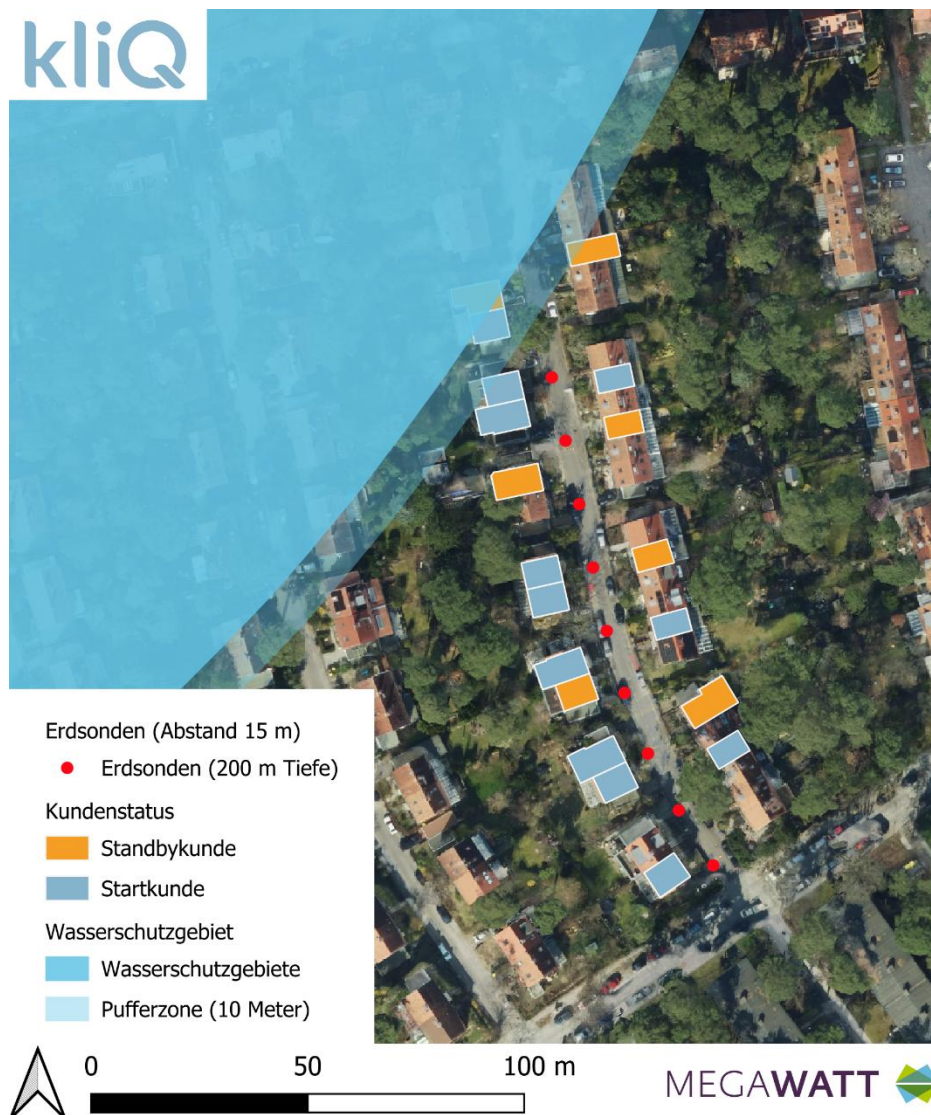 kliQ
Erdsonden (Abstand 15 m)
Erdsonden (200 m Tiefe)
Kundenstatus
Standbykunde
Startkunde
Wasserschutzgebiet
Wasserschutzgebiete
Pufferzone (10 Meter)
0 50 100 m
MEGAWATT